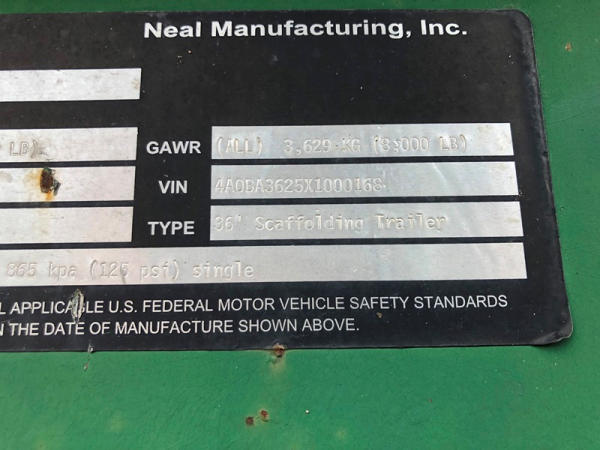 Neal Manufacturing, Inc.
LB)
GAWR (ALL) 3,629 KG (8,000 LB)
VIN 4A0BA3625X1000168
TYPE 36" Scaffolding Trailer
865 kpa (125 psi) single
L APPLICABLE U.S. FEDERAL MOTOR VEHICLE SAFETY STANDARDS
N THE DATE OF MANUFACTURE SHOWN ABOVE.